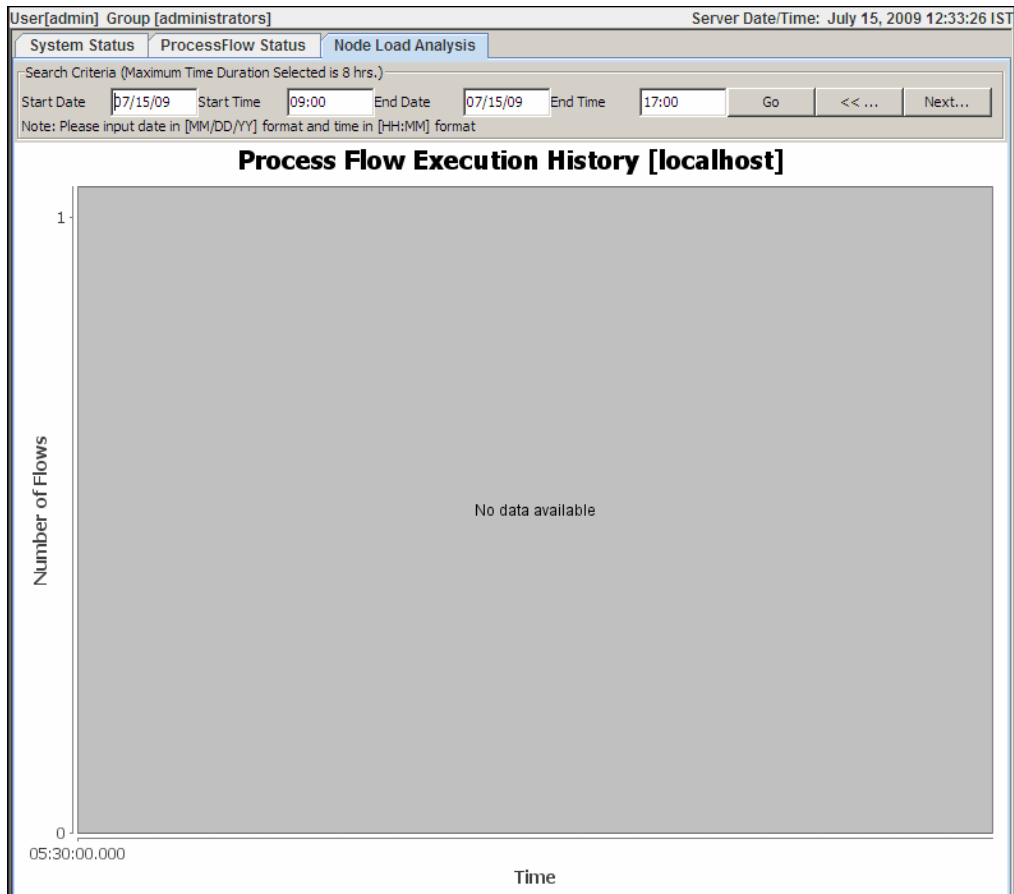 User[admin] Group [administrators] Server Date/Time: July 15, 2009 12:33:26 IST
System Status ProcessFlow Status Node Load Analysis
Search Criteria (Maximum Time Duration Selected is 8 hrs.)
Start Date 07/15/09 Start Time 09:00 End Date 07/15/09 End Time 17:00 Go << ... Next...
Note: Please input date in [MM/DD/YY] format and time in [HH:MM] format
Process Flow Execution History [localhost]
1
Number of Flows
No data available
0
05:30:00.000
Time